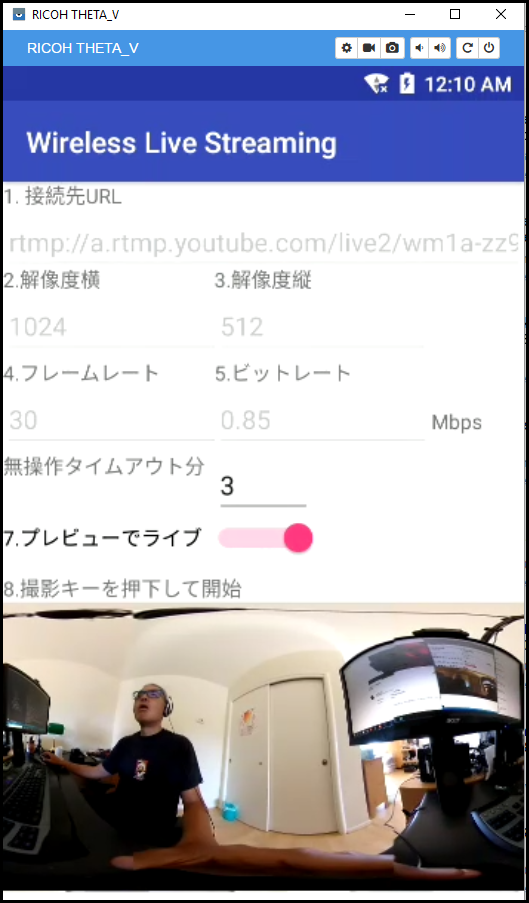 RICOH THETA_V
RICOH THETA_V
12:10 AM
Wireless Live Streaming
1. 接続先URL
rtmp://a.rtmp.youtube.com/live2/wm1a-zz9
2.解像度横 3.解像度縦
1024 512
4.フレームレート 5.ビットレート
30 0.85 Mbps
無操作タイムアウト分
3
7.プレビューでライブ
8.撮影キーを押下して開始
acer